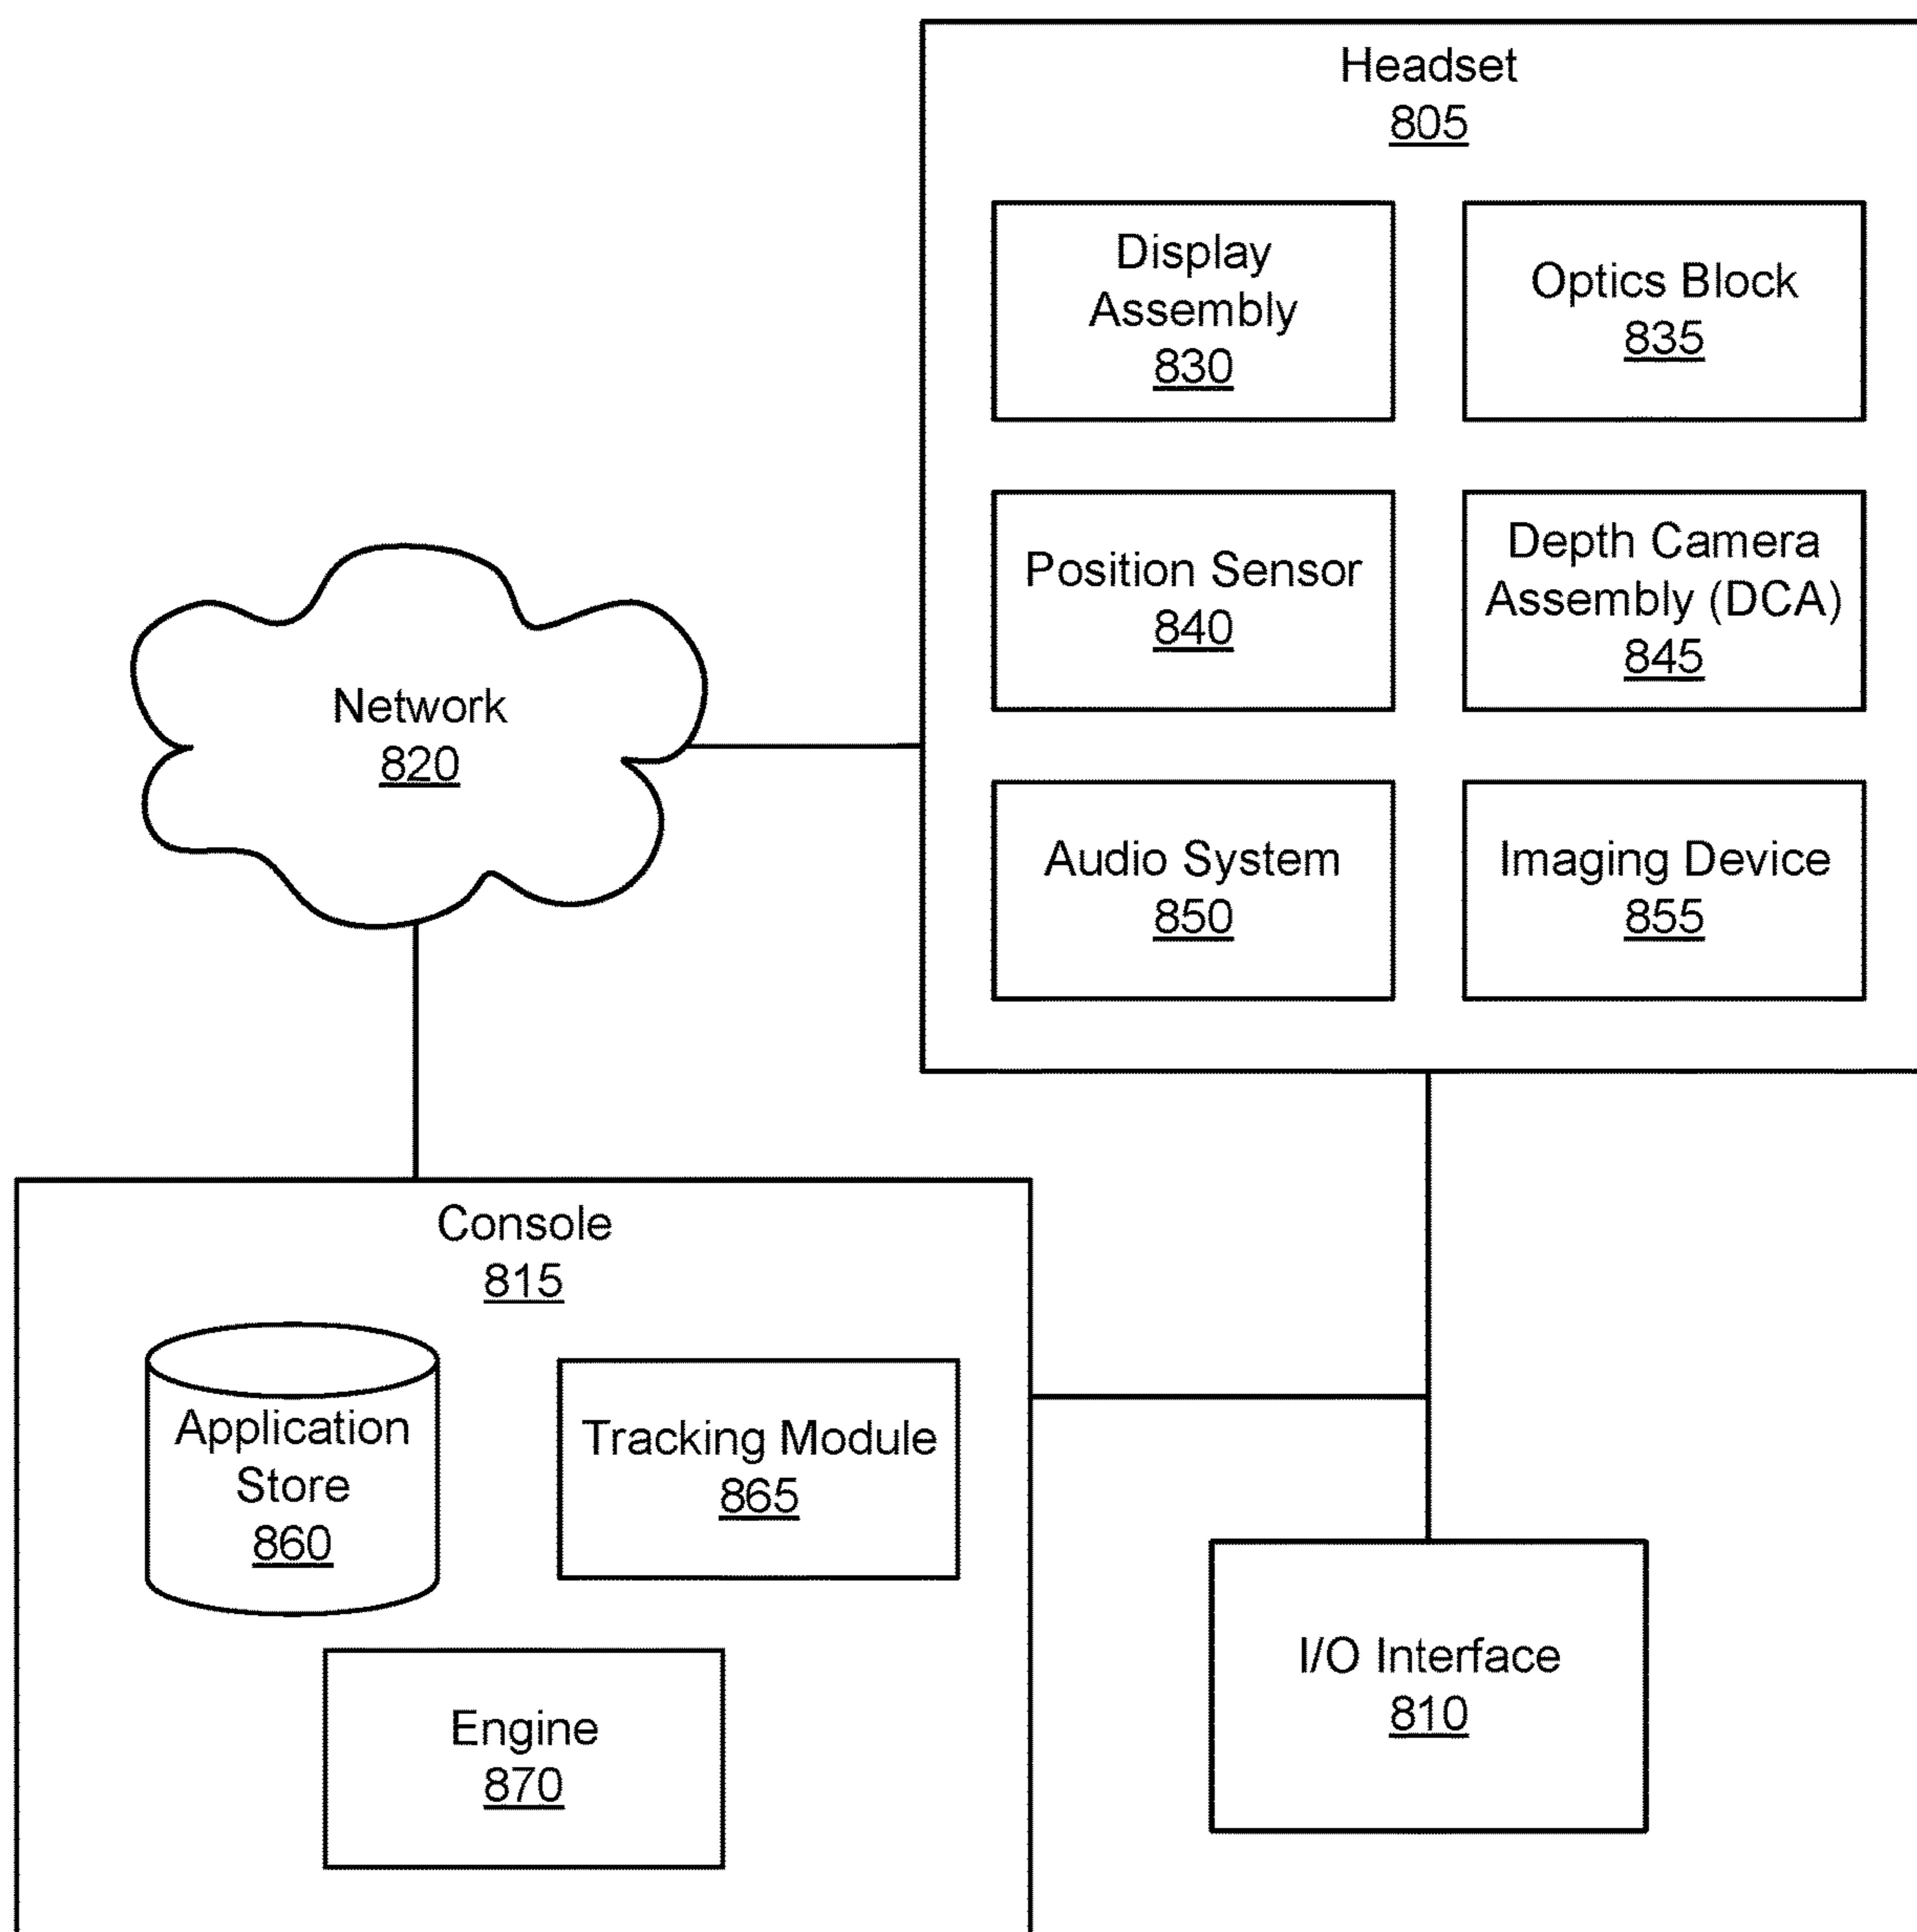 Headset
805
Display
Assembly
830
Optics Block
835
Position Sensor
840
Depth Camera
Assembly (DCA)
845
Audio System
850
Imaging Device
855
Network
820
Console
815
Application
Store
860
Tracking Module
865
Engine
870
I/O Interface
810